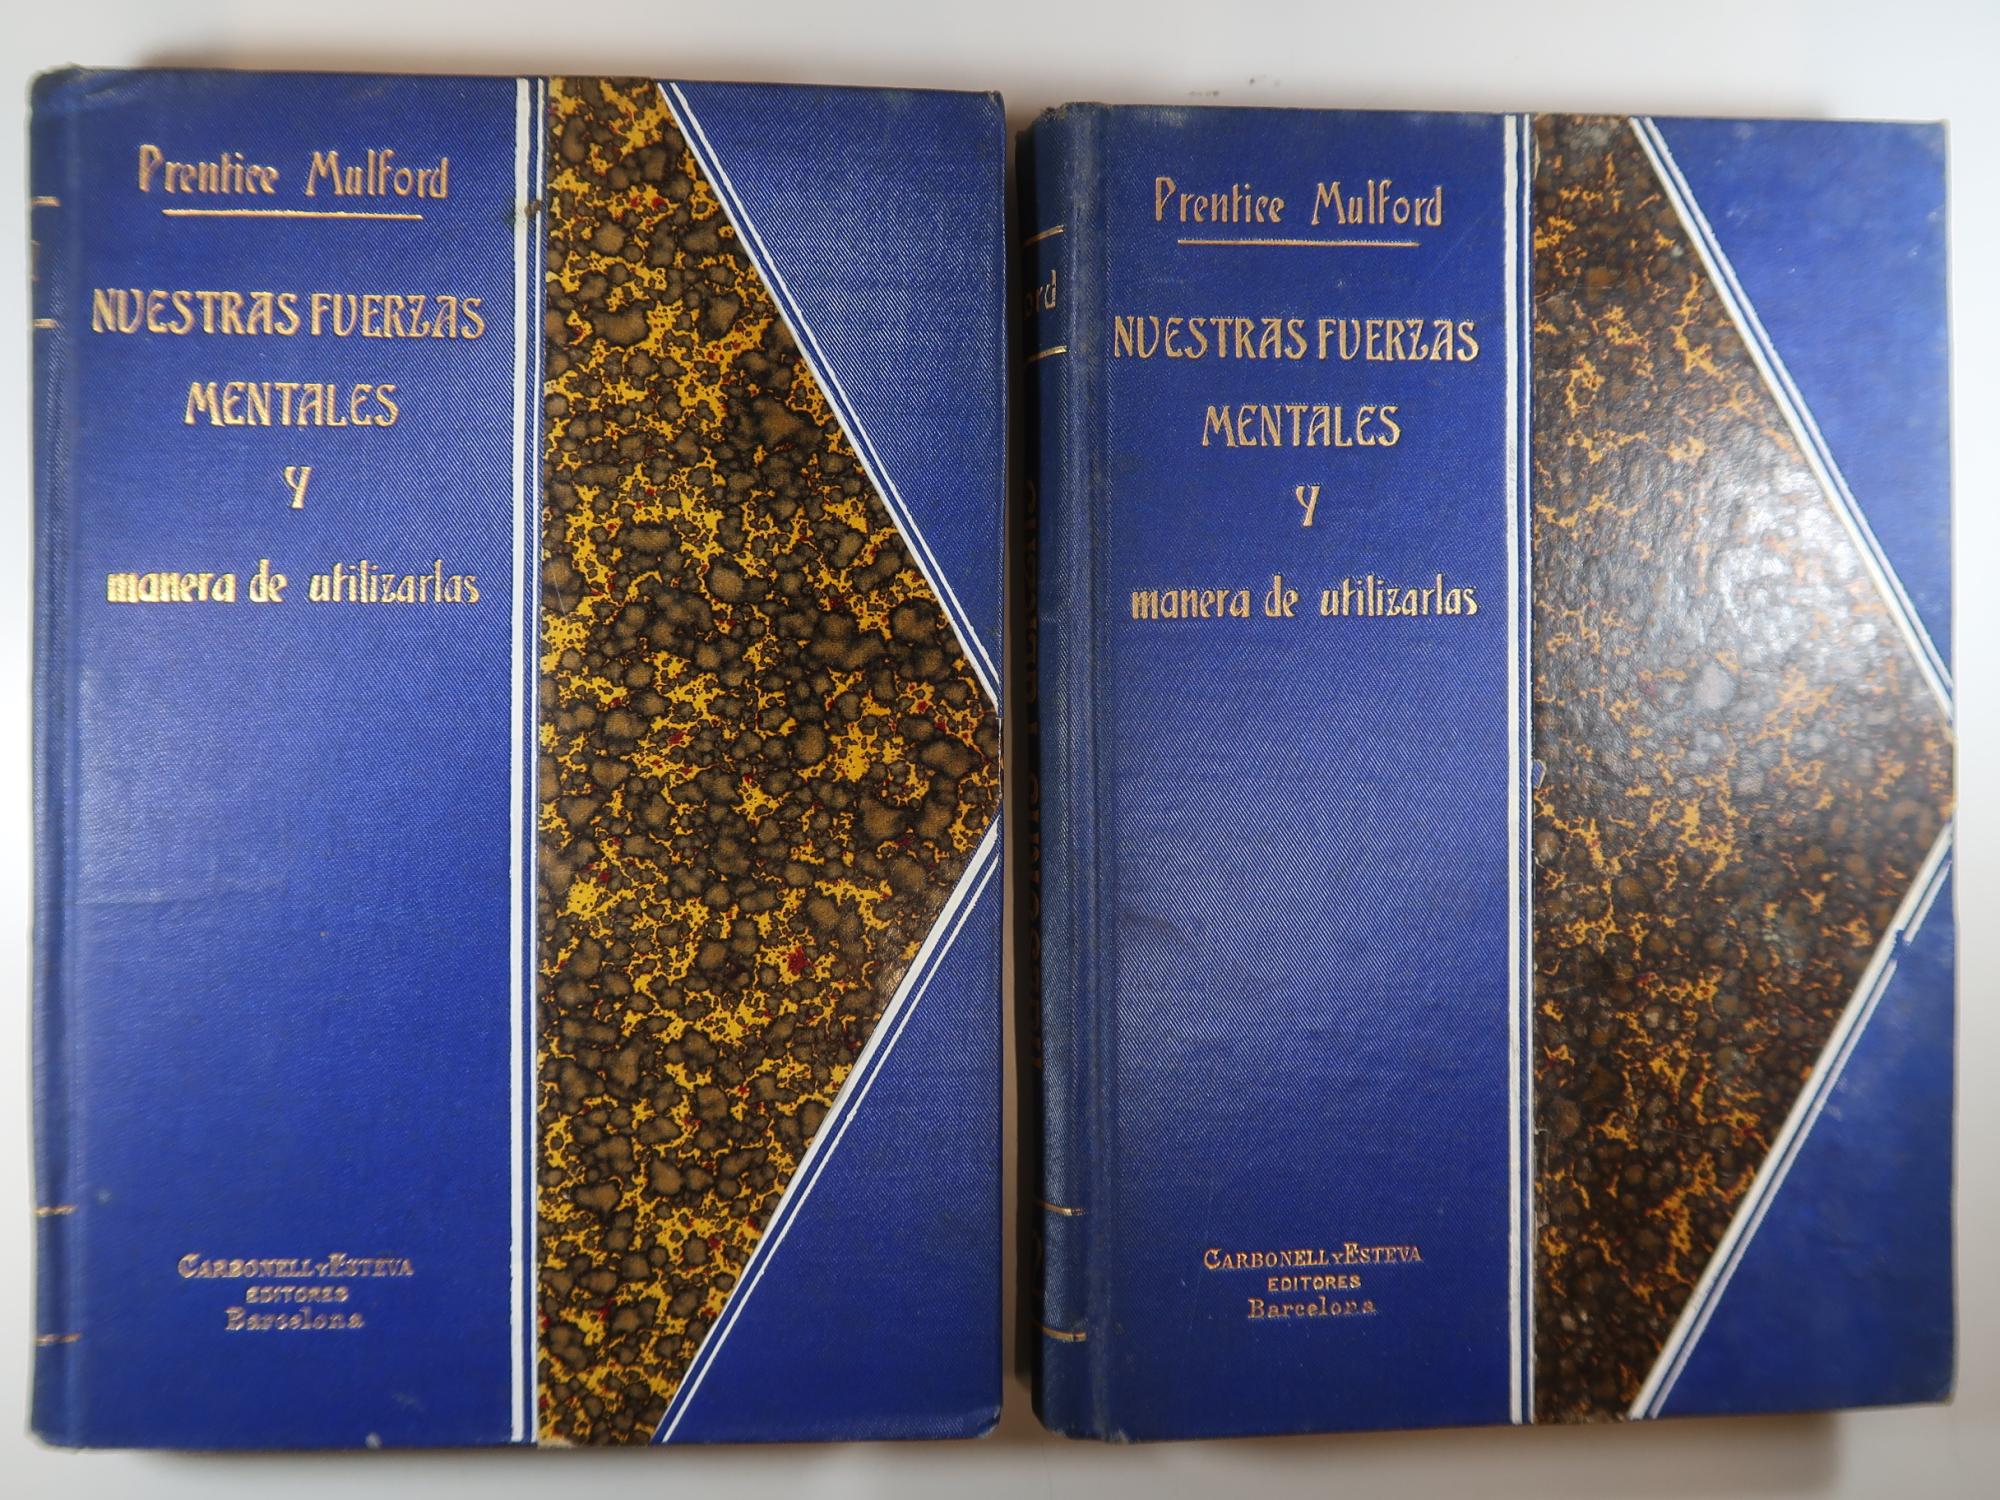 Prentice Mulford
NUESTRAS FUERZAS
MENTALES
Y
manera de utilizarlas
CARBONELL Y ESTEVA
EDITORES
Barcelona
ord
Prentice Mulford
NUESTRAS FUERZAS
MENTALES
Y
manera de utilizarlas
CARBONELL Y ESTEVA
EDITORES
Barcelona